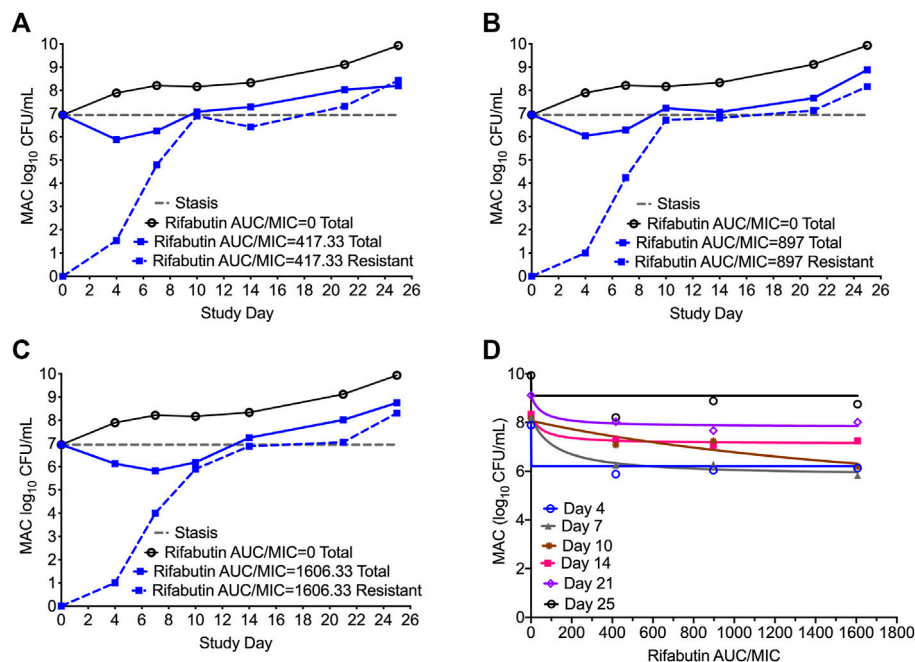 A
MAC log10 CFU/mL
10
9
8
7
6
5
4
3
2
1
0
Stasis
Rifabutin AUC/MIC=0 Total
Rifabutin AUC/MIC=417.33 Total
Rifabutin AUC/MIC=417.33 Resistant
0 2 4 6 8 10 12 14 16 18 20 22 24 26
Study Day
B
MAC log10 CFU/mL
10
9
8
7
6
5
4
3
2
1
0
Stasis
Rifabutin AUC/MIC=0 Total
Rifabutin AUC/MIC=897 Total
Rifabutin AUC/MIC=897 Resistant
0 2 4 6 8 10 12 14 16 18 20 22 24 26
Study Day
C
MAC log10 CFU/mL
10
9
8
7
6
5
4
3
2
1
0
Stasis
Rifabutin AUC/MIC=0 Total
Rifabutin AUC/MIC=1606.33 Total
Rifabutin AUC/MIC=1606.33 Resistant
0 2 4 6 8 10 12 14 16 18 20 22 24 26
Study Day
D
MAC (log10 CFU/mL)
10
8
6
4
2
0
Day 4
Day 7
Day 10
Day 14
Day 21
Day 25
0 200 400 600 800 1000 1200 1400 1600 1800
Rifabutin AUC/MIC